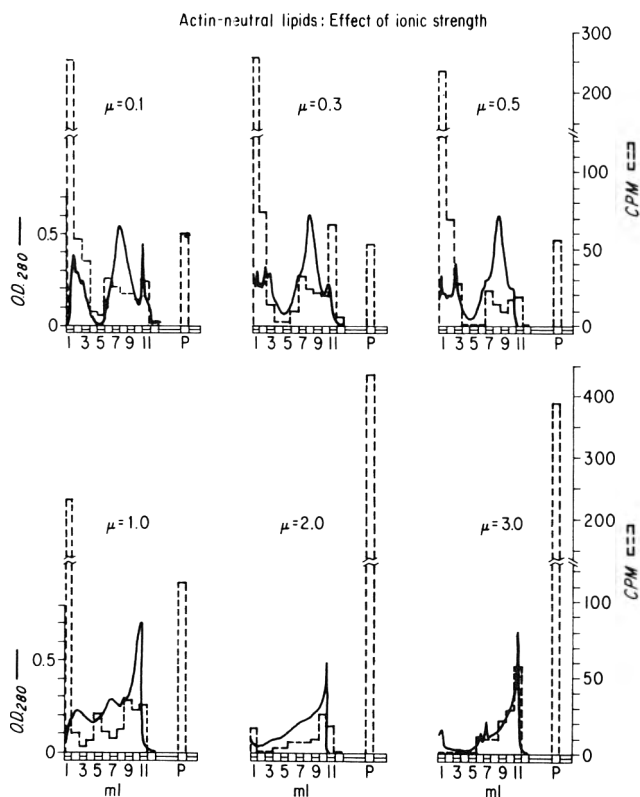 Actin-neutral lipids: Effect of ionic strength
300
μ=0.1 μ=0.3 μ=0.5
200
100
CPM
O.D.280
0.5
50
0
0
1 3 5 7 9 11 P 1 3 5 7 9 11 P 1 3 5 7 9 11 P
400
300
μ=1.0 μ=2.0 μ=3.0
200
100
CPM
O.D.280
0.5
50
0
0
1 3 5 7 9 11 P 1 3 5 7 9 11 P 1 3 5 7 9 11 P
ml ml ml